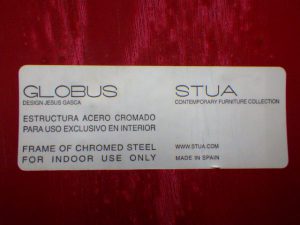 GLOBUS
DESIGN JESUS GASCA
ESTRUCTURA ACERO CROMADO
PARA USO EXCLUSIVO EN INTERIOR
FRAME OF CHROMED STEEL
FOR INDOOR USE ONLY
STUA
CONTEMPORARY FURNITURE COLLECTION
WWW.STUA.COM
MADE IN SPAIN